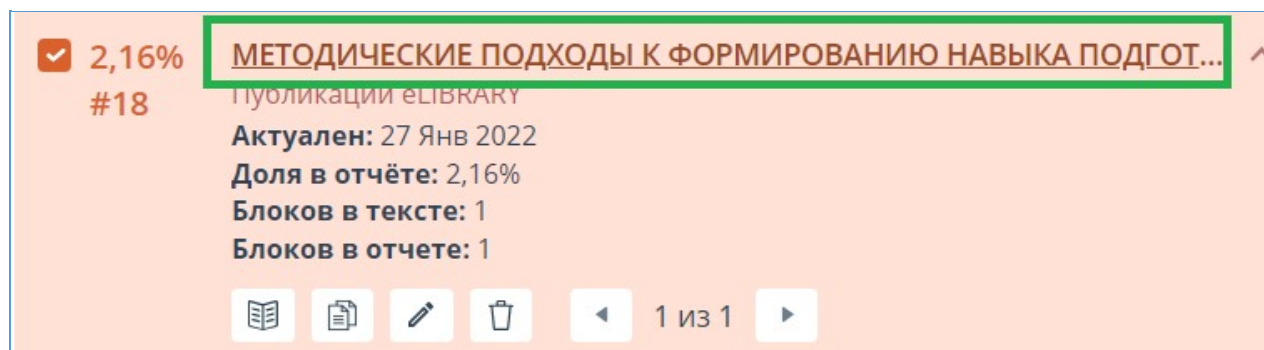 2,16% МЕТОДИЧЕСКИЕ ПОДХОДЫ К ФОРМИРОВАНИЮ НАВЫКА ПОДГОТ...
#18 Публикации eLIBRARY
Актуален: 27 Янв 2022
Доля в отчёте: 2,16%
Блоков в тексте: 1
Блоков в отчете: 1
1 из 1